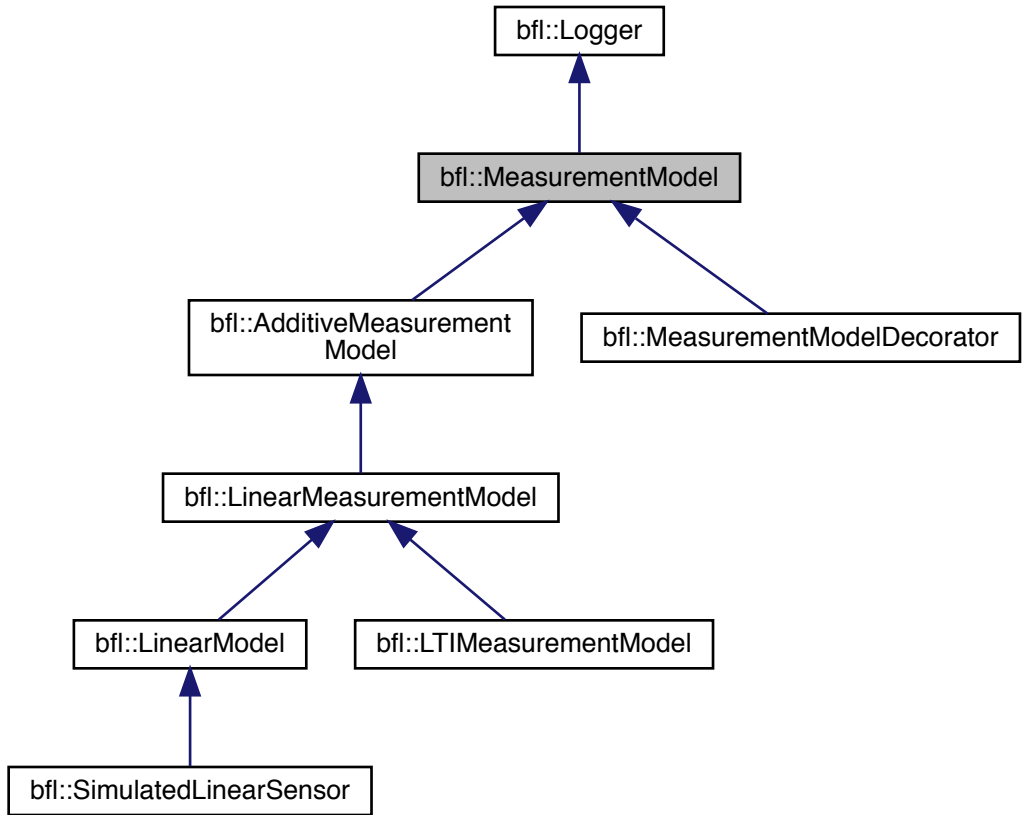 bfl::Logger
bfl::MeasurementModel
bfl::AdditiveMeasurement
Model
bfl::MeasurementModelDecorator
bfl::LinearMeasurementModel
bfl::LinearModel
bfl::LTIMeasurementModel
bfl::SimulatedLinearSensor